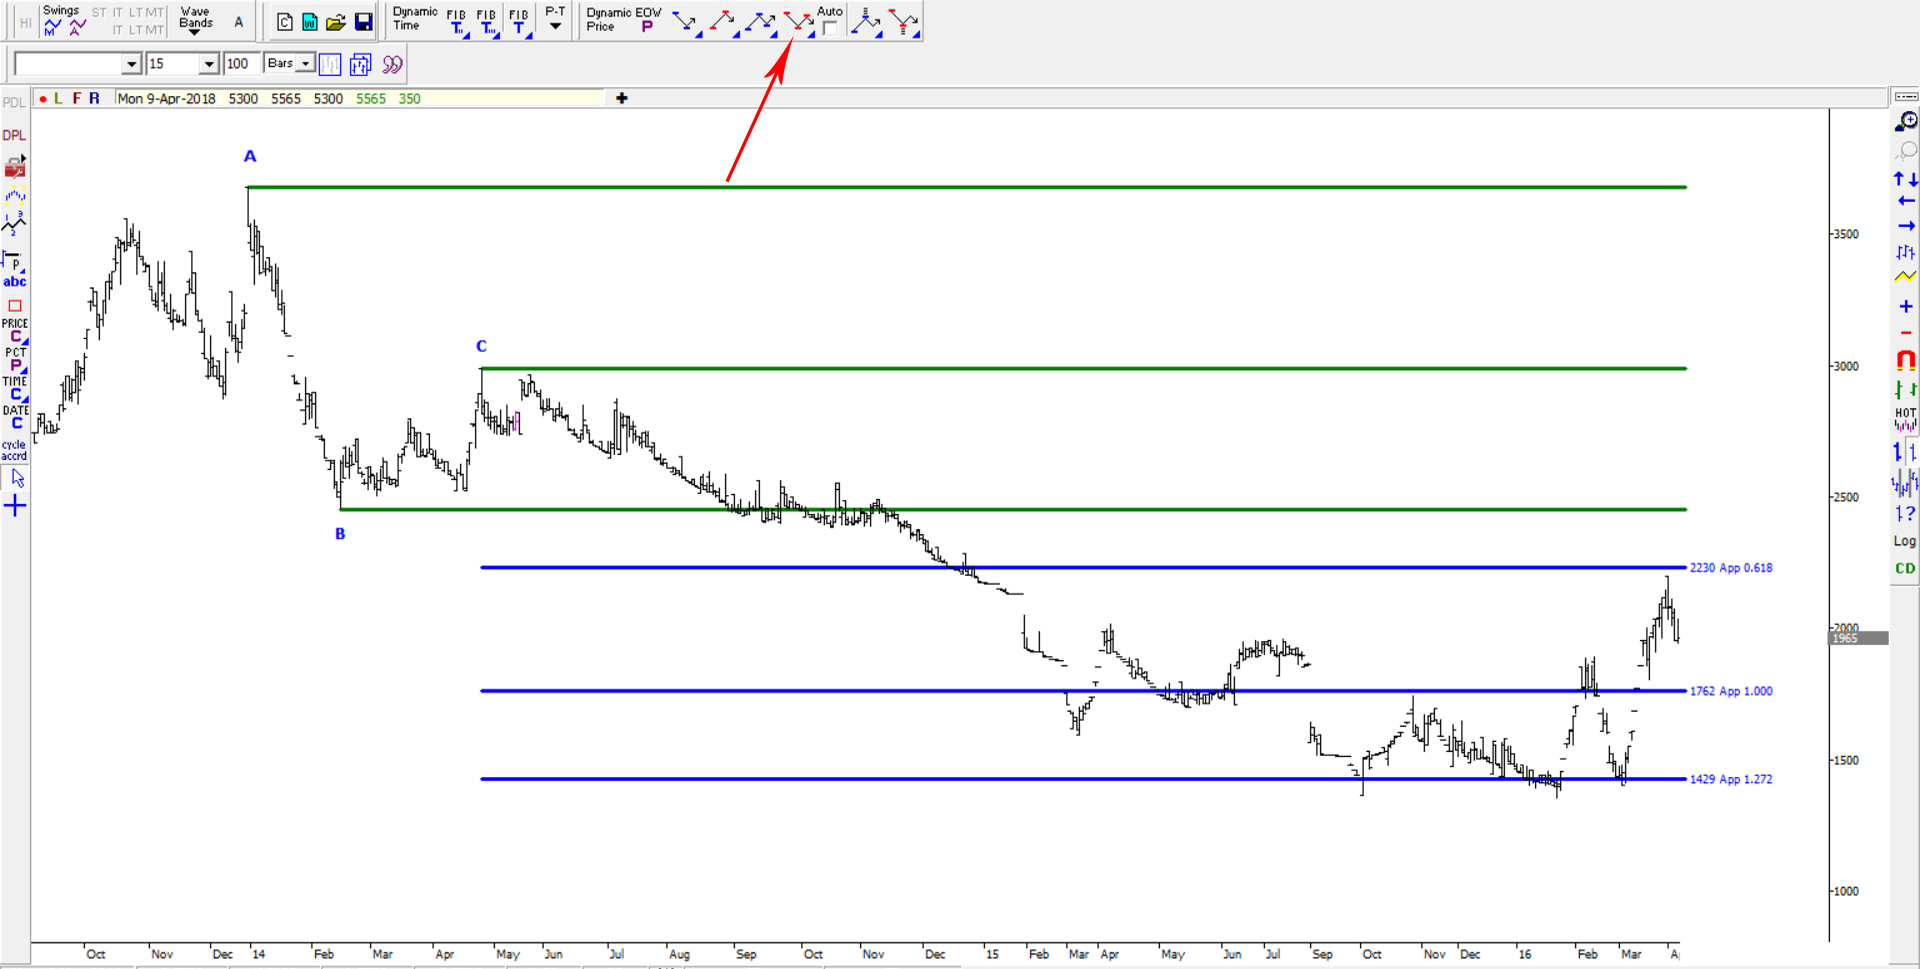 HI Swings ST IT LT MT Wave Bands A C W Dynamic Time FIB T FIB T FIB T P-T Dynamic EOW Price P Auto
M A IT LT MT
15 100 Bars
PDL L F R Mon 9-Apr-2018 5300 5565 5300 5565 350
DPL
P
abc
PRICE
C
PCT
P
TIME
C
DATE
C
cycle
accrd
A
C
B
2230 App 0.618
1762 App 1.000
1429 App 1.272
3500
3000
2500
2000
1965
1500
1000
HOT
?
Log
CD
Oct Nov Dec 14 Feb Mar Apr May Jun Jul Aug Sep Oct Nov Dec 15 Feb Mar Apr May Jun Jul Sep Oct Nov Dec 16 Feb Mar